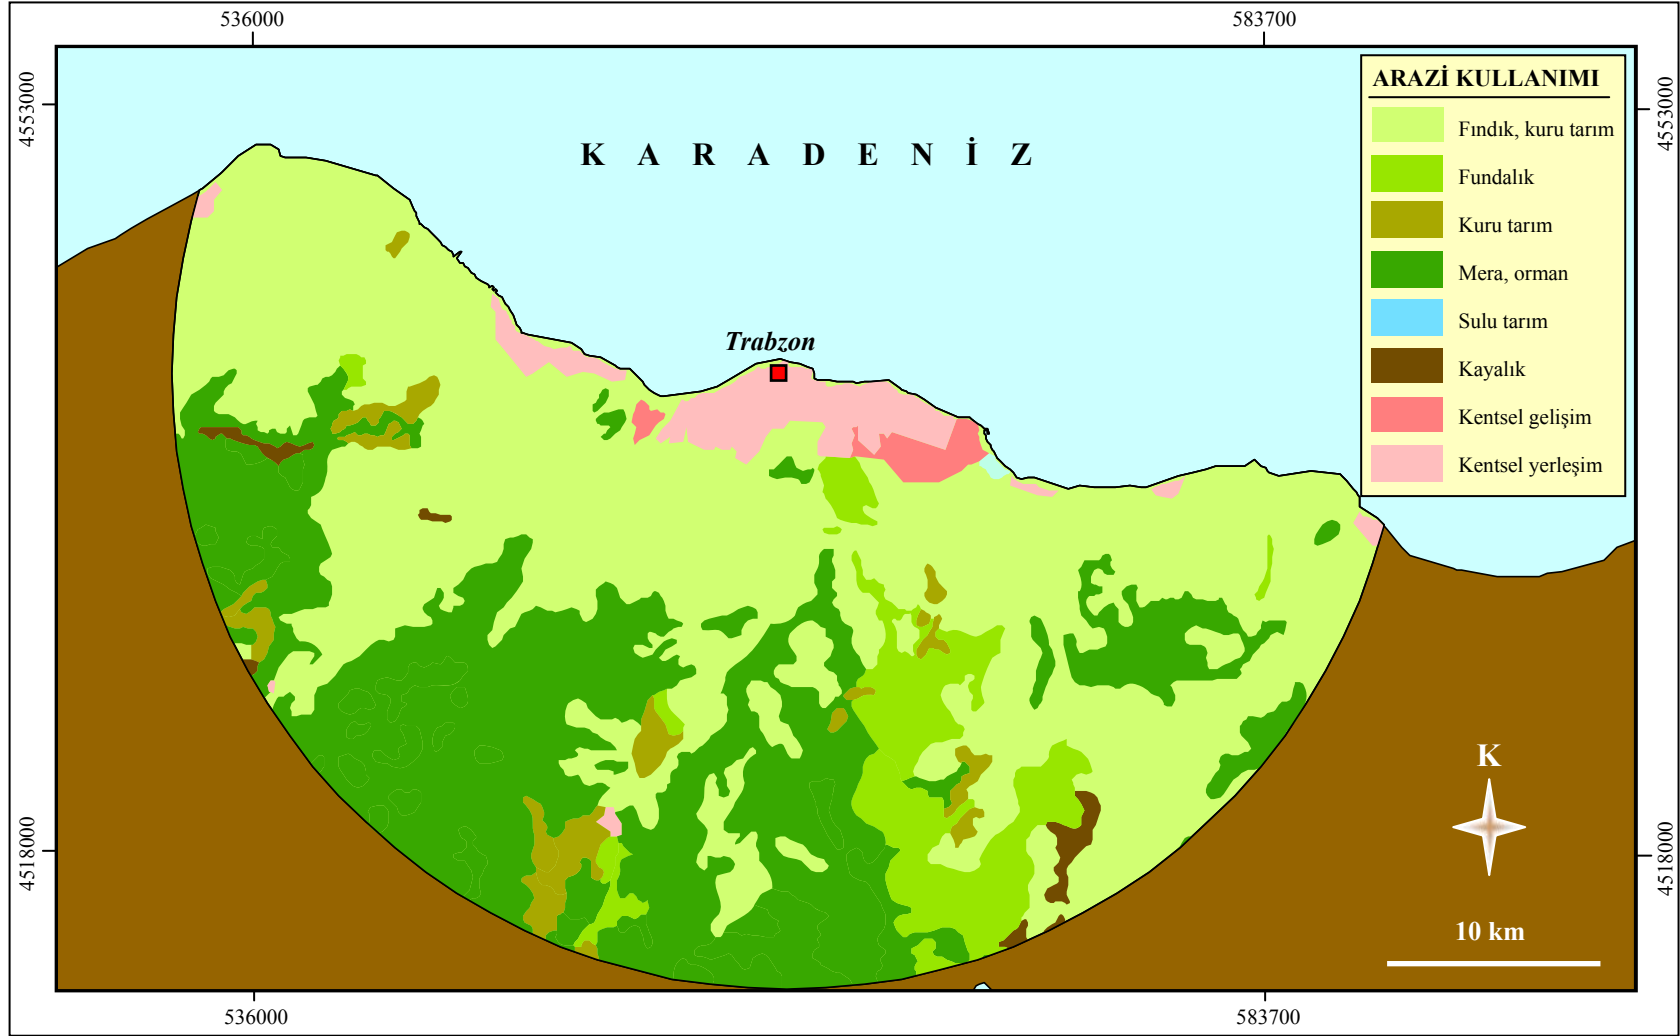 536000
583700
4553000
4553000
ARAZİ KULLANIMI
Fındık, kuru tarım
KARADENİZ
Fundalık
Kuru tarım
Mera, orman
Sulu tarım
Trabzon
Kayalık
Kentsel gelişim
Kentsel yerleşim
K
4518000
4518000
10 km
536000
583700